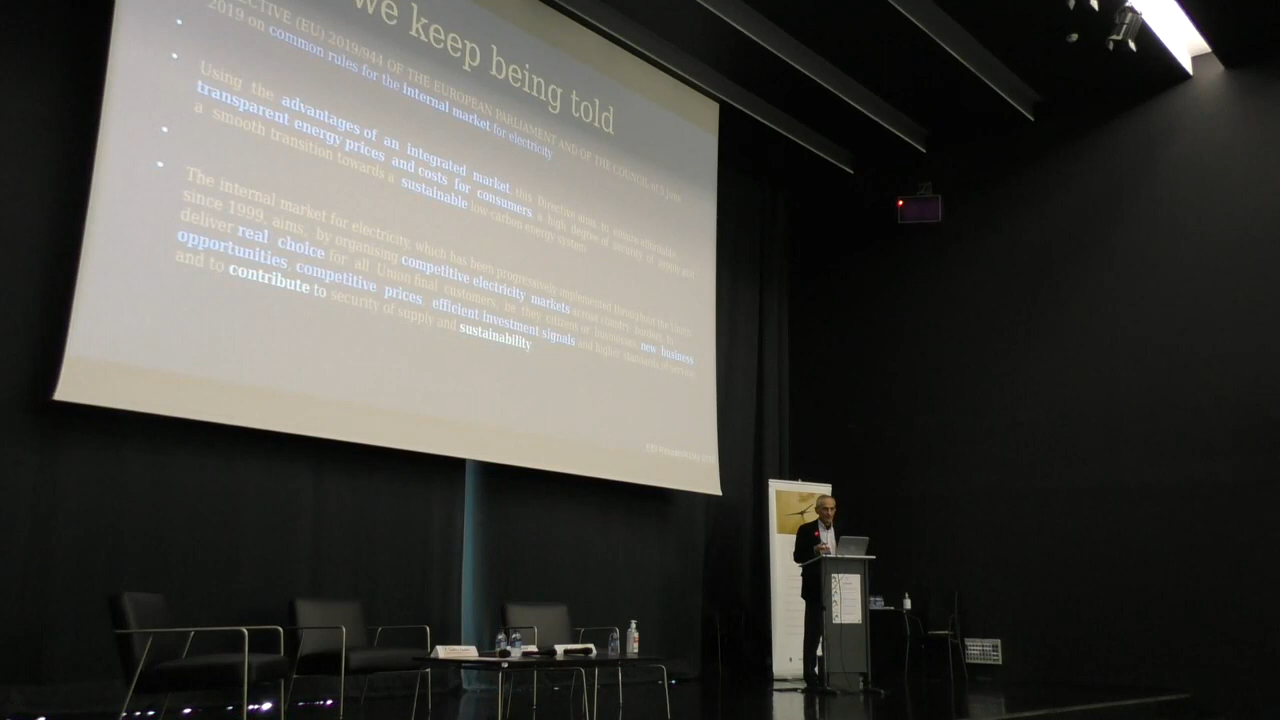 we keep being told
ECTIVE (EU) 2019/944 OF THE EUROPEAN PARLIAMENT AND OF THE COUNCIL of 5 June
2019 on common rules for the internal market for electricity
Using the advantages of an integrated market, this Directive aims to ensure affordable,
transparent energy prices and costs for consumers, a high degree of security of supply and
a smooth transition towards a sustainable low-carbon energy system
The internal market for electricity, which has been progressively implemented throughout the Union
since 1999, aims, by organising competitive electricity markets across country borders, to
deliver real choice for all Union final customers, be they citizens or businesses, new business
opportunities, competitive prices, efficient investment signals and higher standards of service,
and to contribute to security of supply and sustainability